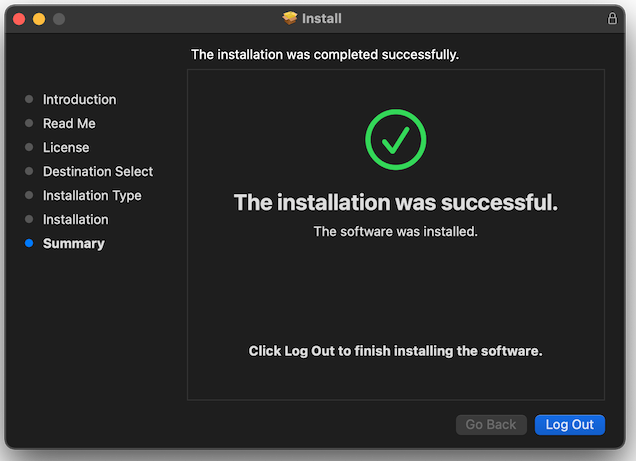 Install
The installation was completed successfully.
Introduction
Read Me
License
Destination Select
Installation Type
Installation
Summary
The installation was successful.
The software was installed.
Click Log Out to finish installing the software.
Go Back
Log Out